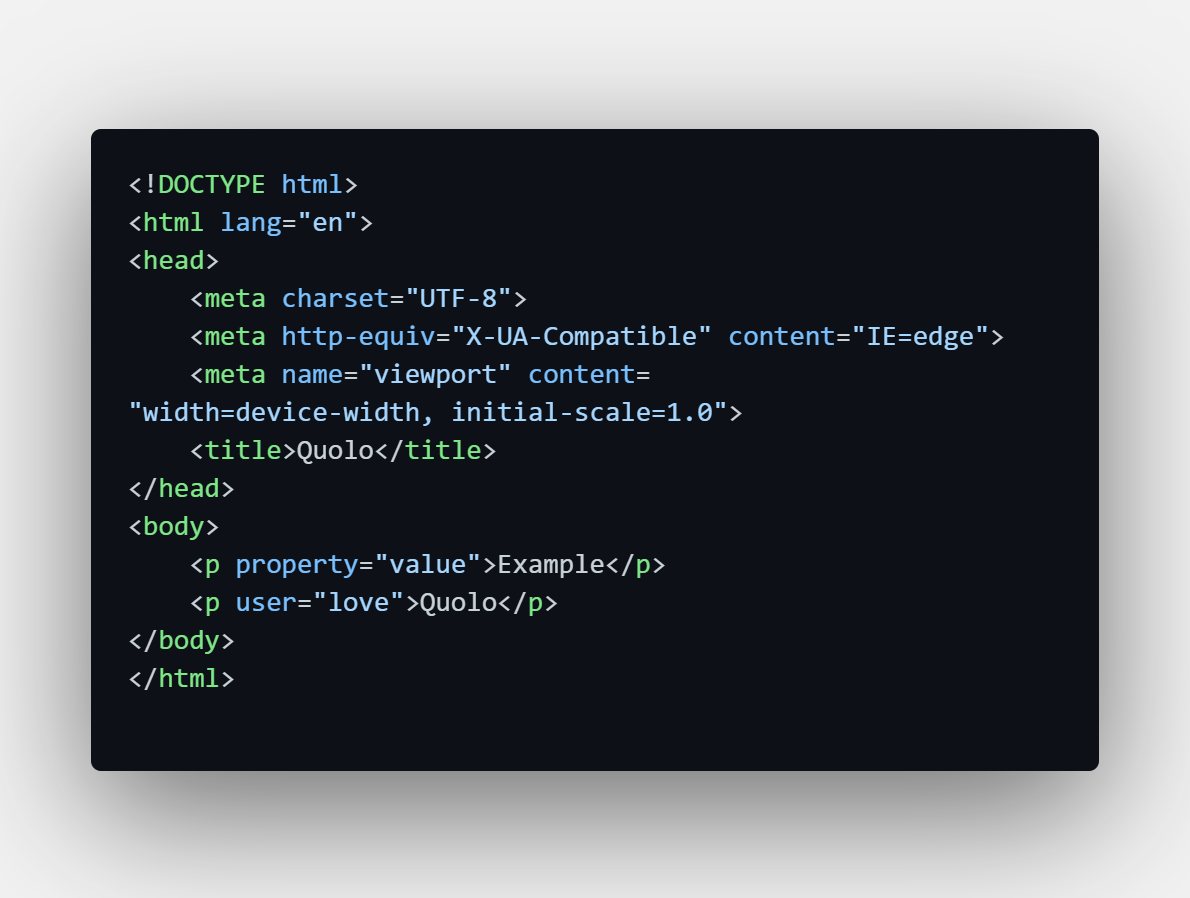 <!DOCTYPE html>
<html lang="en">
<head>
    <meta charset="UTF-8">
    <meta http-equiv="X-UA-Compatible" content="IE=edge">
    <meta name="viewport" content=
"width=device-width, initial-scale=1.0">
    <title>Quolo</title>
</head>
<body>
    <p property="value">Example</p>
    <p user="love">Quolo</p>
</body>
</html>